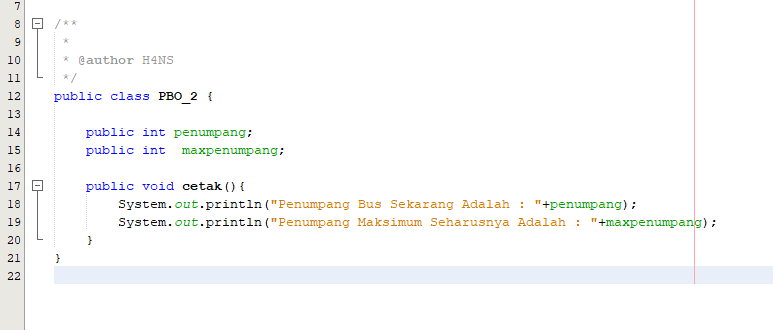 7
8 /**
9 *
10 * @author H4NS
11 */
12 public class PBO_2 {
13
14 public int penumpang;
15 public int  maxpenumpang;
16
17 public void cetak(){
18 System.out.println("Penumpang Bus Sekarang Adalah : "+penumpang);
19 System.out.println("Penumpang Maksimum Seharusnya Adalah : "+maxpenumpang);
20 }
21 }
22